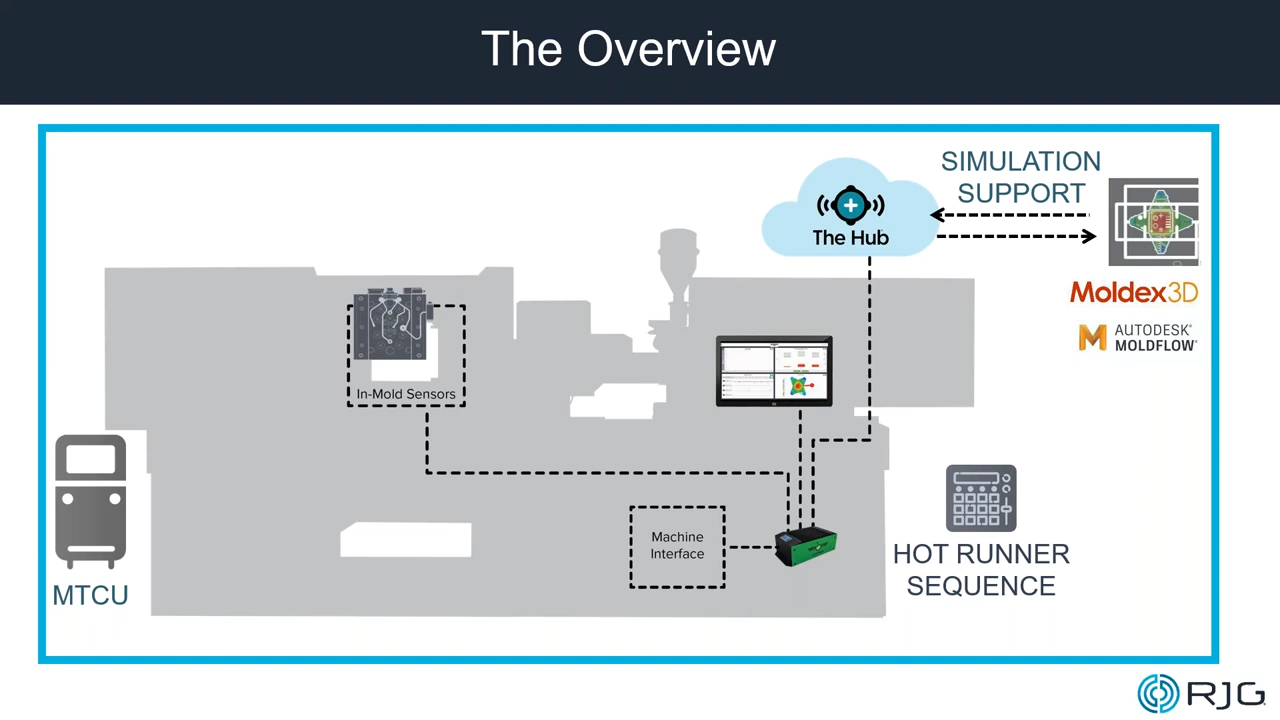 The Overview
SIMULATION
SUPPORT
The Hub
Moldex3D
AUTODESK®
MOLDFLOW®
In-Mold Sensors
Machine
Interface
MTCU
HOT RUNNER
SEQUENCE
RJG